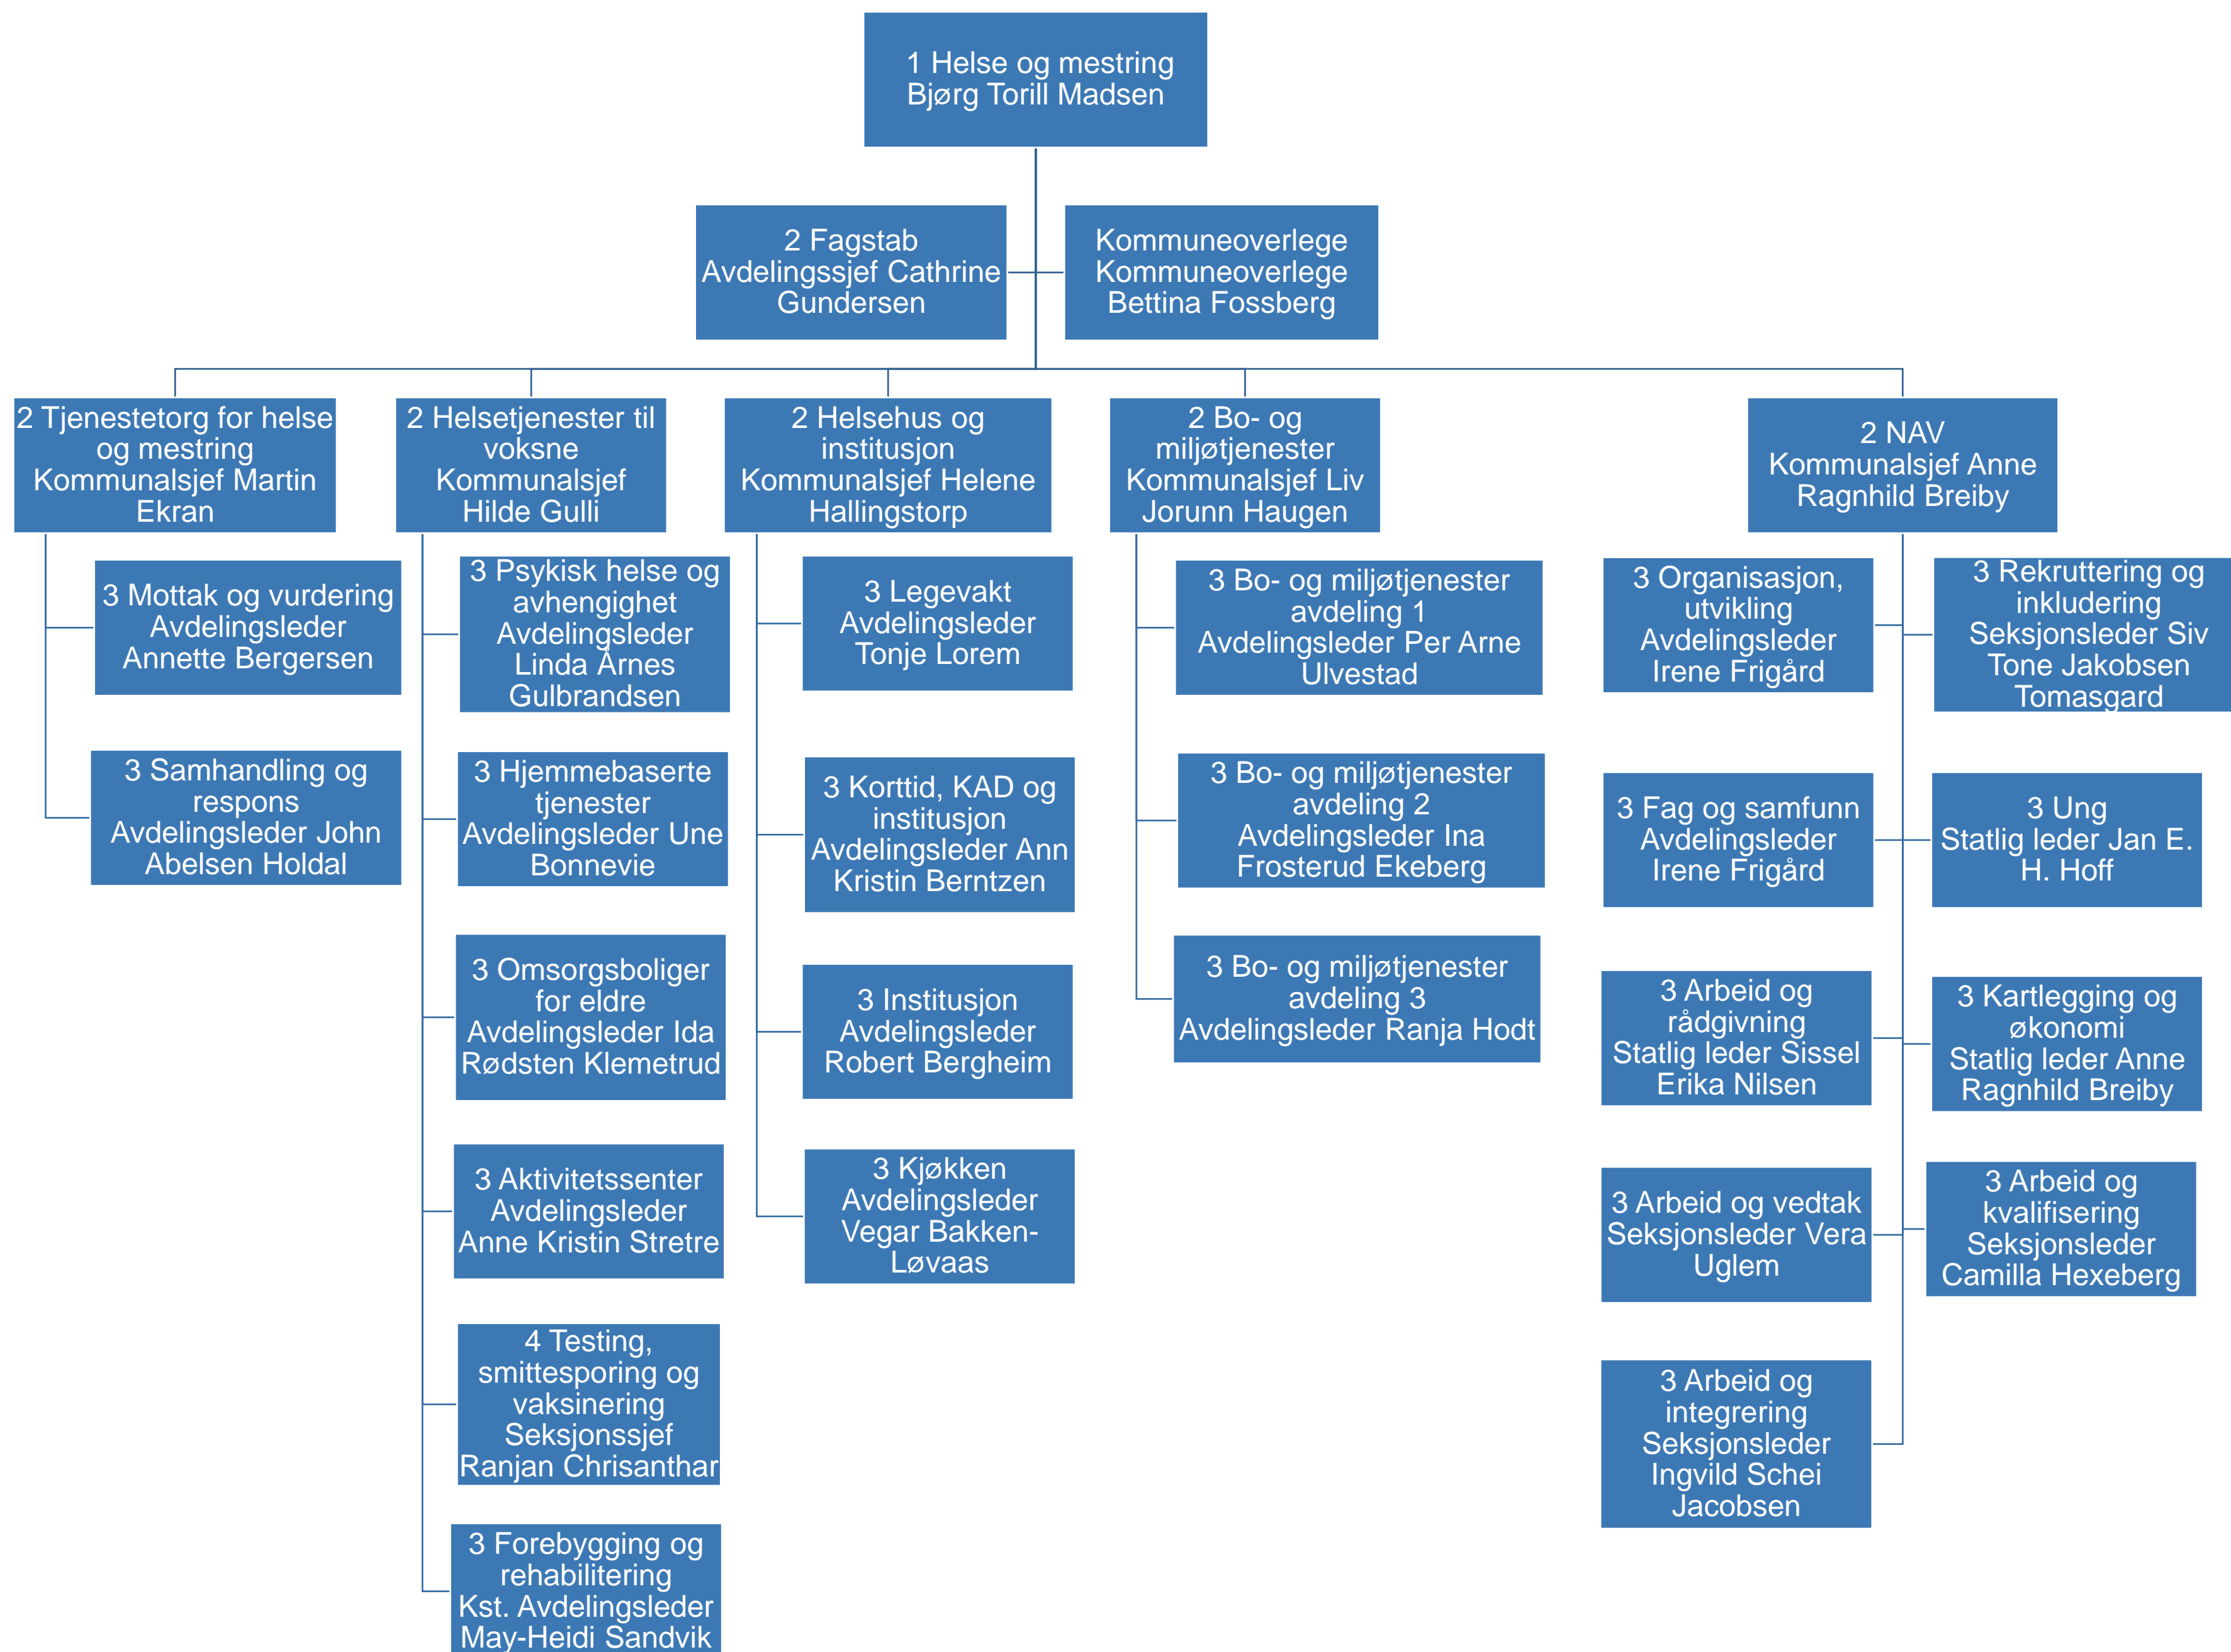 1 Helse og mestring
Bjørg Torill Madsen
2 Fagstab
Avdelingssjef Cathrine
Gundersen
Kommuneoverlege
Kommuneoverlege
Bettina Fossberg
2 Tjenestetorg for helse
og mestring
Kommunalsjef Martin
Ekran
2 Helsetjenester til
voksne
Kommunalsjef
Hilde Gulli
2 Helsehus og
institusjon
Kommunalsjef Helene
Hallingstorp
2 Bo- og
miljøtjenester
Kommunalsjef Liv
Jorunn Haugen
2 NAV
Kommunalsjef Anne
Ragnhild Breiby
3 Mottak og vurdering
Avdelingsleder
Annette Bergersen
3 Samhandling og
respons
Avdelingsleder John
Abelsen Holdal
3 Psykisk helse og
avhengighet
Avdelingsleder
Linda Årnes
Gulbrandsen
3 Hjemmebaserte
tjenester
Avdelingsleder Une
Bonnevie
3 Omsorgsboliger
for eldre
Avdelingsleder Ida
Rødsten Klemetrud
3 Aktivitetssenter
Avdelingsleder
Anne Kristin Stretre
4 Testing,
smittesporing og
vaksinering
Seksjonssjef
Ranjan Chrisanthar
3 Forebygging og
rehabilitering
Kst. Avdelingsleder
May-Heidi Sandvik
3 Legevakt
Avdelingsleder
Tonje Lorem
3 Korttid, KAD og
institusjon
Avdelingsleder Ann
Kristin Berntzen
3 Institusjon
Avdelingsleder
Robert Bergheim
3 Kjøkken
Avdelingsleder
Vegar Bakken-
Løvaas
3 Bo- og miljøtjenester
avdeling 1
Avdelingsleder Per Arne
Ulvestad
3 Bo- og miljøtjenester
avdeling 2
Avdelingsleder Ina
Frosterud Ekeberg
3 Bo- og miljøtjenester
avdeling 3
Avdelingsleder Ranja Hodt
3 Organisasjon,
utvikling
Avdelingsleder
Irene Frigård
3 Rekruttering og
inkludering
Seksjonsleder Siv
Tone Jakobsen
Tomasgard
3 Fag og samfunn
Avdelingsleder
Irene Frigård
3 Ung
Statlig leder Jan E.
H. Hoff
3 Arbeid og
rådgivning
Statlig leder Sissel
Erika Nilsen
3 Kartlegging og
økonomi
Statlig leder Anne
Ragnhild Breiby
3 Arbeid og vedtak
Seksjonsleder Vera
Uglem
3 Arbeid og
kvalifisering
Seksjonsleder
Camilla Hexeberg
3 Arbeid og
integrering
Seksjonsleder
Ingvild Schei
Jacobsen